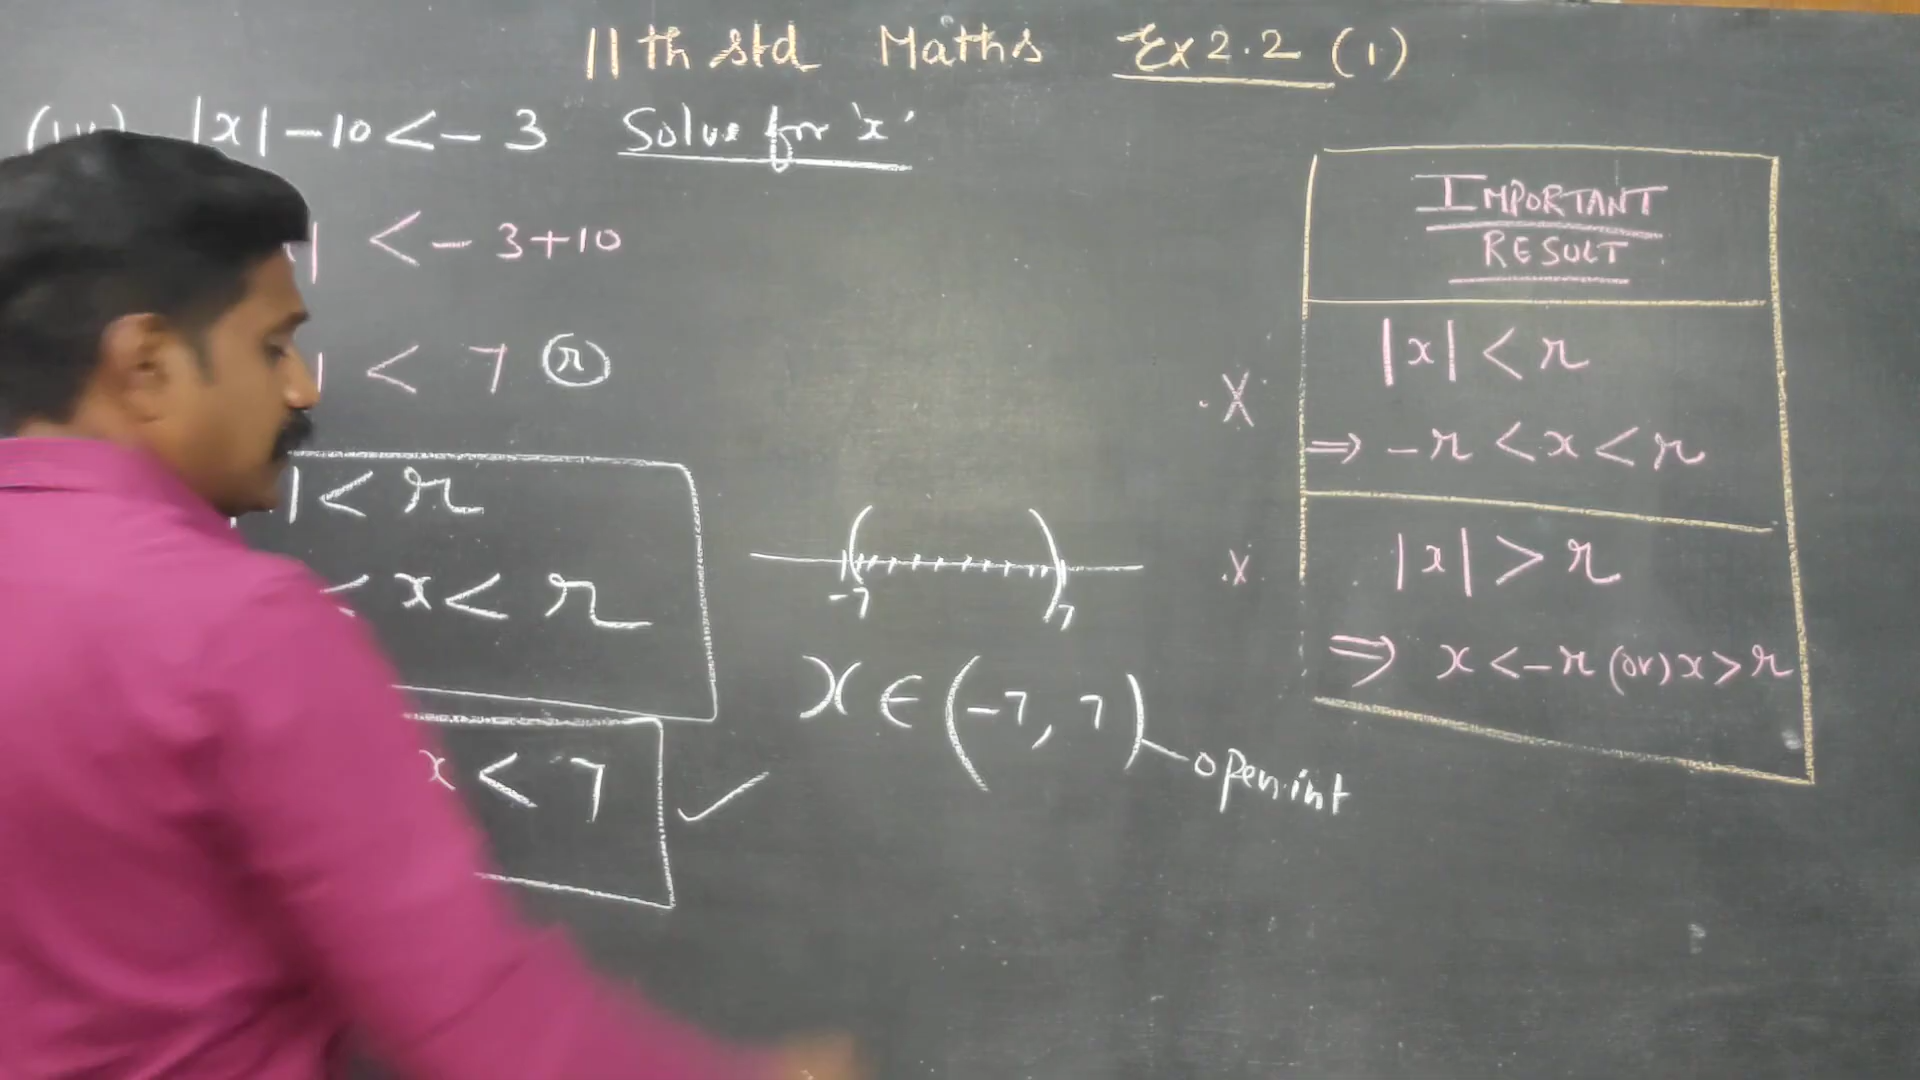 11th std Maths Ex 2.2 (1)
|x| - 10 < - 3 Solve for 'x'
| < - 3 + 10
| < 7 (r)
| < r
< x < r
x < 7 ✓
-7 7
x ∈ (-7, 7)
open.int
IMPORTANT
RESULT
|x| < r
⇒ - r < x < r
|x| > r
⇒ x < - r (or) x > r
X
X